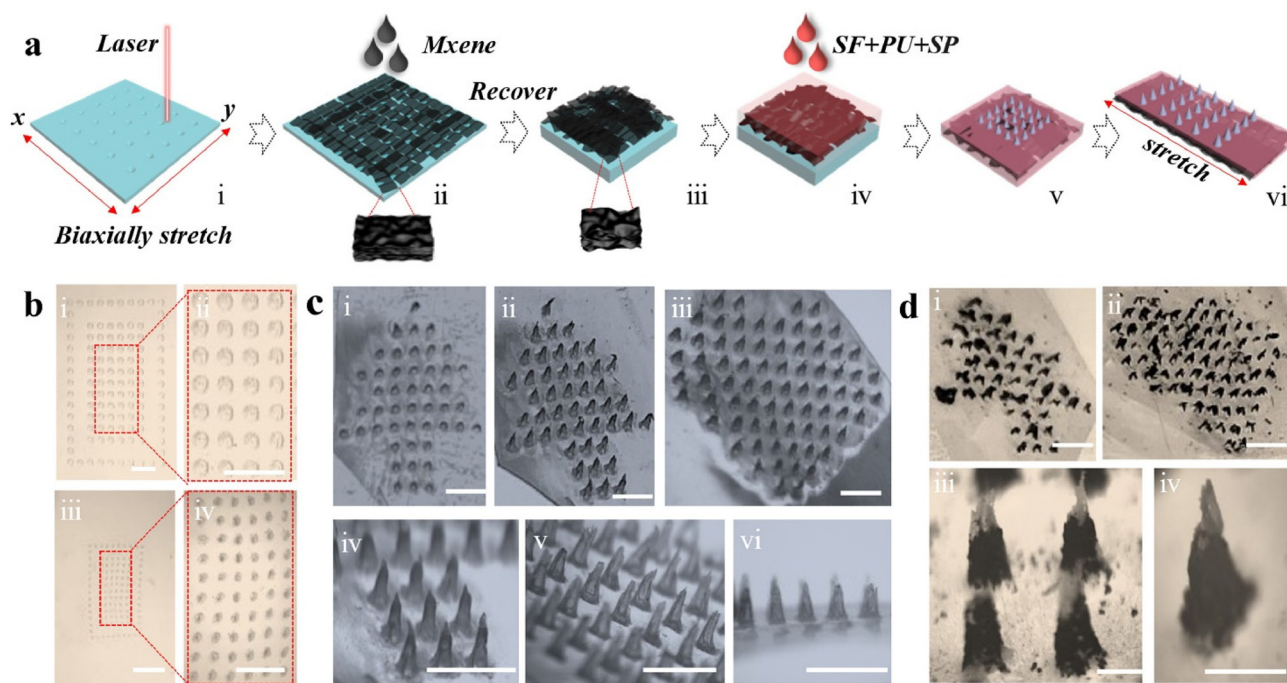 a
Laser
x
y
i
Biaxially stretch
Mxene
ii
Recover
iii
SF+PU+SP
iv
v
stretch
vi
b
i
ii
iii
iv
c
i
ii
iii
iv
v
vi
d
i
ii
iii
iv